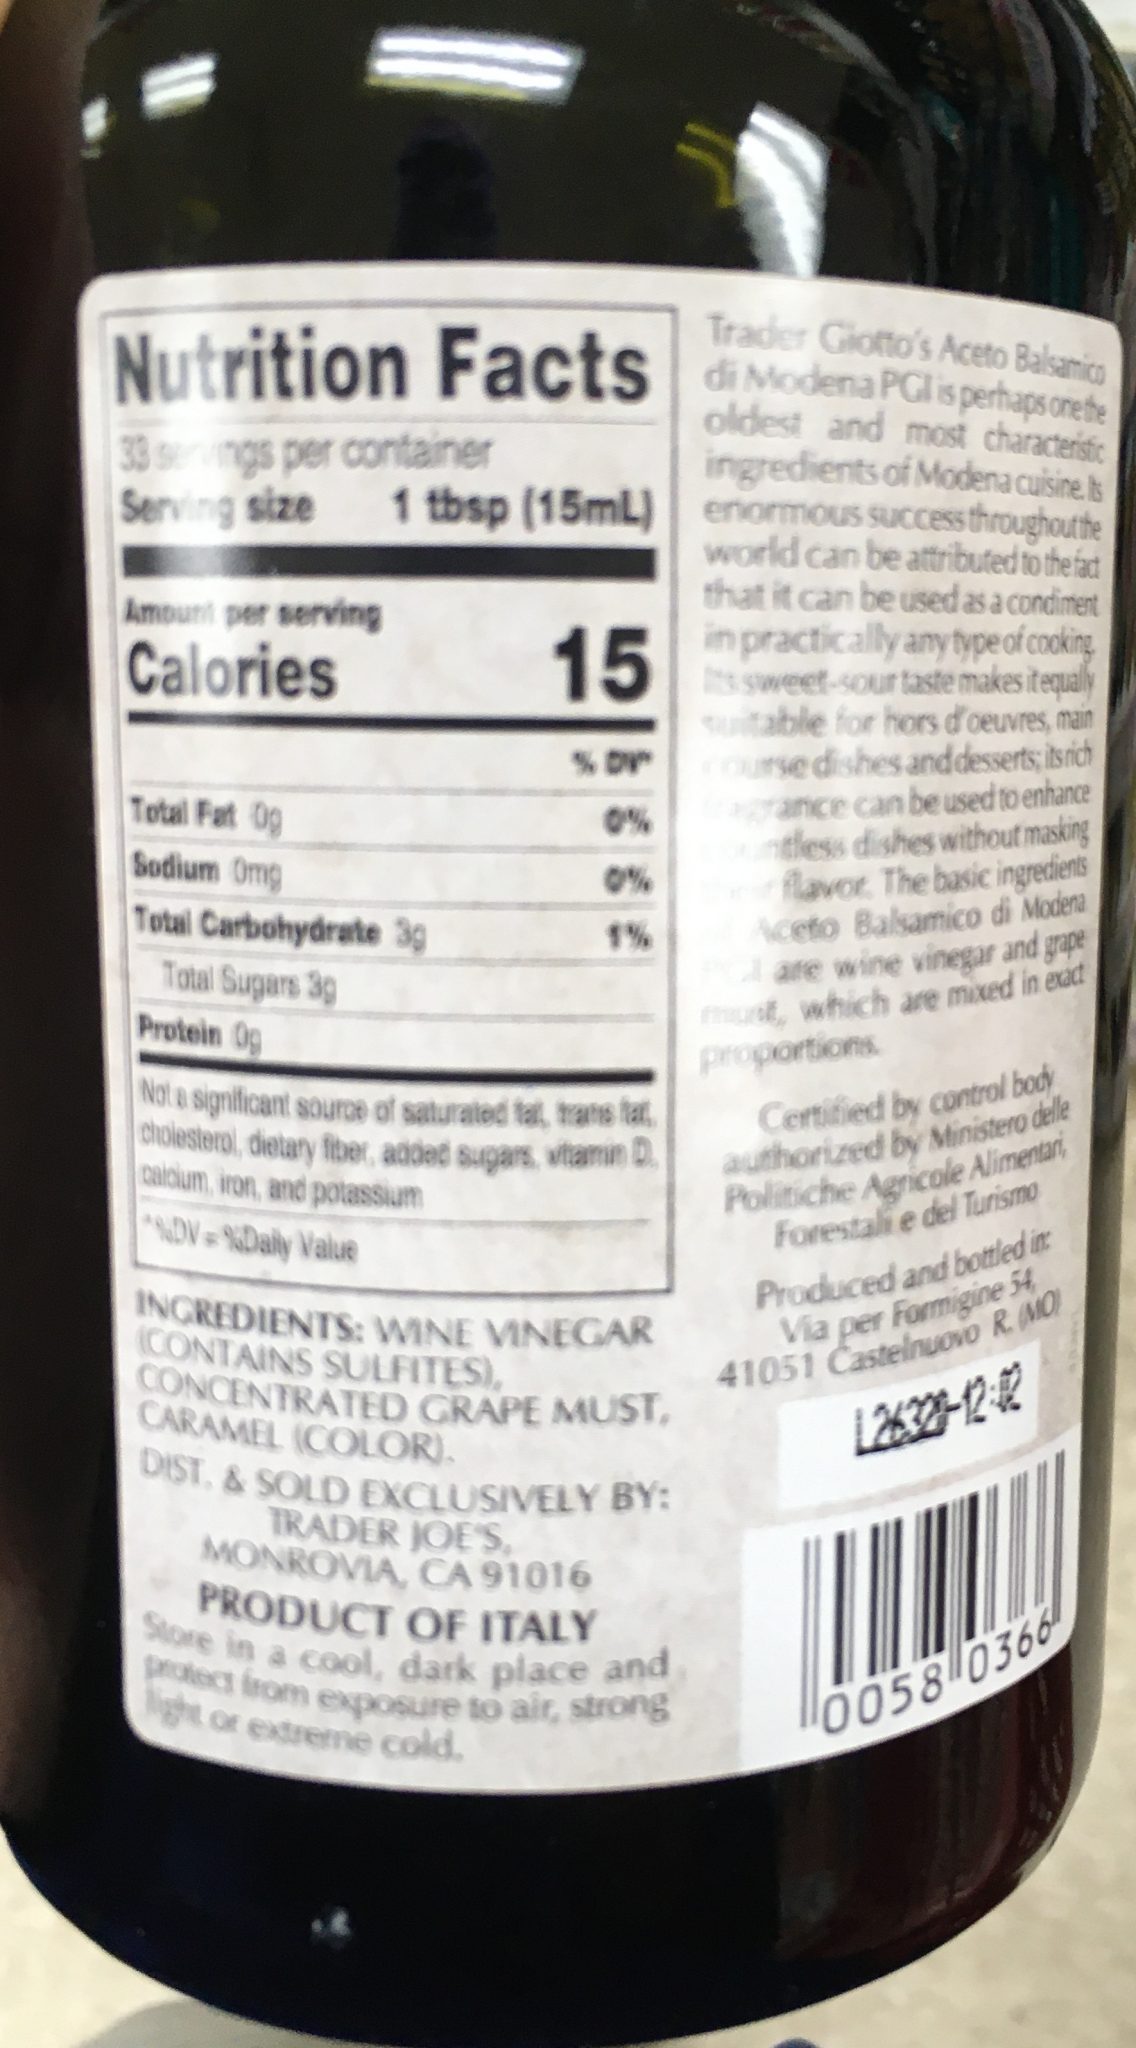 Nutrition Facts
33 servings per container
Serving size 1 tbsp (15mL)
Amount per serving
Calories 15
% DV*
Total Fat 0g 0%
Sodium 0mg 0%
Total Carbohydrate 3g 1%
Total Sugars 3g
Protein 0g
Not a significant source of saturated fat, trans fat,
cholesterol, dietary fiber, added sugars, vitamin D,
calcium, iron, and potassium
*%DV = %Daily Value
INGREDIENTS: WINE VINEGAR
(CONTAINS SULFITES),
CONCENTRATED GRAPE MUST,
CARAMEL (COLOR).
DIST. & SOLD EXCLUSIVELY BY:
TRADER JOE'S,
MONROVIA, CA 91016
PRODUCT OF ITALY
Store in a cool, dark place and
protect from exposure to air, strong
light or extreme cold.
Trader Giotto's Aceto Balsamico
di Modena PGI is perhaps one the
oldest and most characteristic
ingredients of Modena cuisine. Its
enormous success throughout the
world can be attributed to the fact
that it can be used as a condiment
in practically any type of cooking.
Its sweet-sour taste makes it equally
suitable for hors d'oeuvres, main
course dishes and desserts; its rich
fragrance can be used to enhance
countless dishes without masking
flavor. The basic ingredients
Aceto Balsamico di Modena
are wine vinegar and grape
must, which are mixed in exact
proportions.
Certified by control body
authorized by Ministero delle
Politiche Agricole Alimentari,
Forestali e del Turismo
Produced and bottled in:
Via per Formigine 54,
41051 Castelnuovo R. (MO)
L26320-12:02
0058 0366